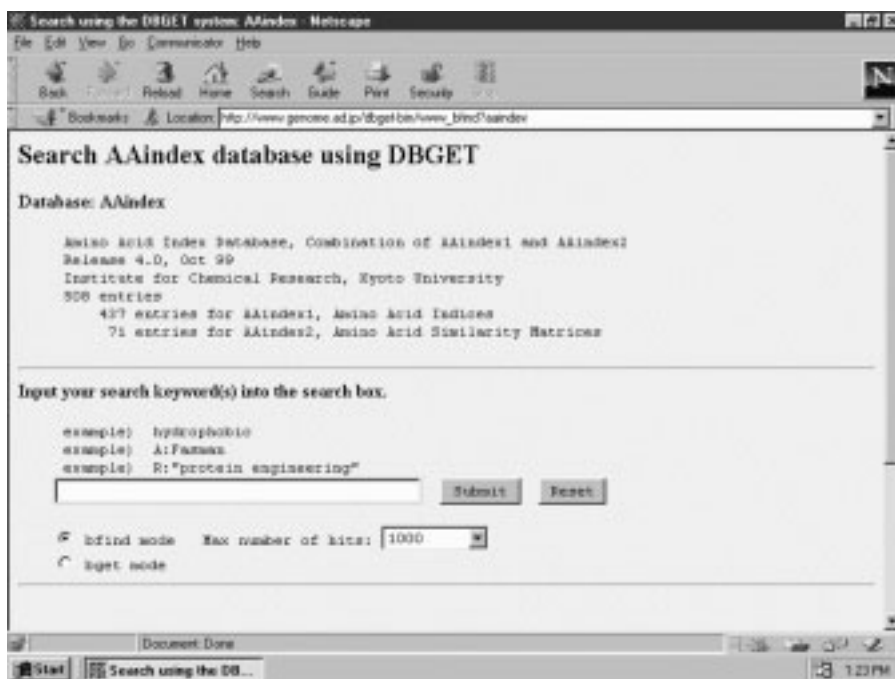 Search using the DBGET system: AAindex - Netscape
File Edit View Go Communicator Help
Back Forward Reload Home Search Guide Print Security Stop
Bookmarks Location: http://www.genome.ad.jp/dbget-bin/www_bfind?aaindex
Search AAindex database using DBGET
Database: AAindex
Amino Acid Index Database, Combination of AAindex1 and AAindex2
Release 4.0, Oct 99
Institute for Chemical Research, Kyoto University
508 entries
437 entries for AAindex1, Amino Acid Indices
71 entries for AAindex2, Amino Acid Similarity Matrices
Input your search keyword(s) into the search box.
example) hydrophobic
example) A:Fasman
example) R:"protein engineering"
Submit Reset
bfind mode Max number of hits: 1000
bget mode
Document: Done
Start Search using the DB... 1:23 PM